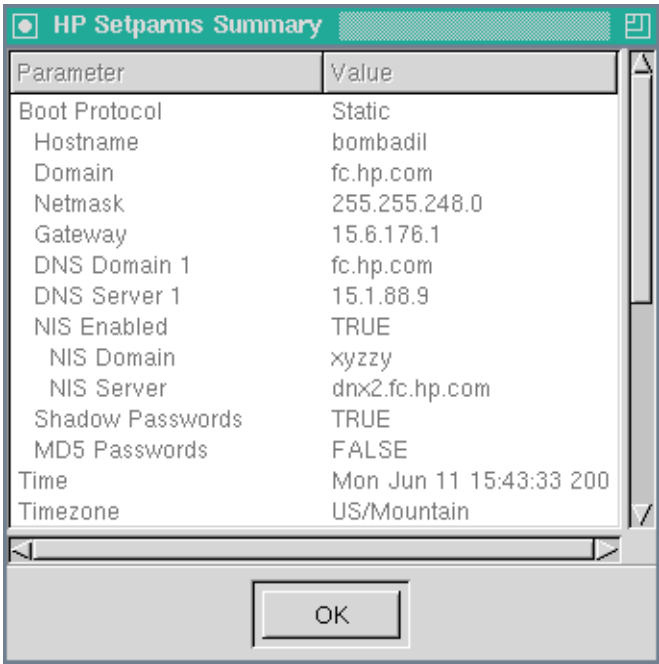 HP Setparms Summary
Parameter Value
Boot Protocol Static
Hostname bombadil
Domain fc.hp.com
Netmask 255.255.248.0
Gateway 15.6.176.1
DNS Domain 1 fc.hp.com
DNS Server 1 15.1.88.9
NIS Enabled TRUE
NIS Domain xyzzy
NIS Server dnx2.fc.hp.com
Shadow Passwords TRUE
MD5 Passwords FALSE
Time Mon Jun 11 15:43:33 200
Timezone US/Mountain
OK